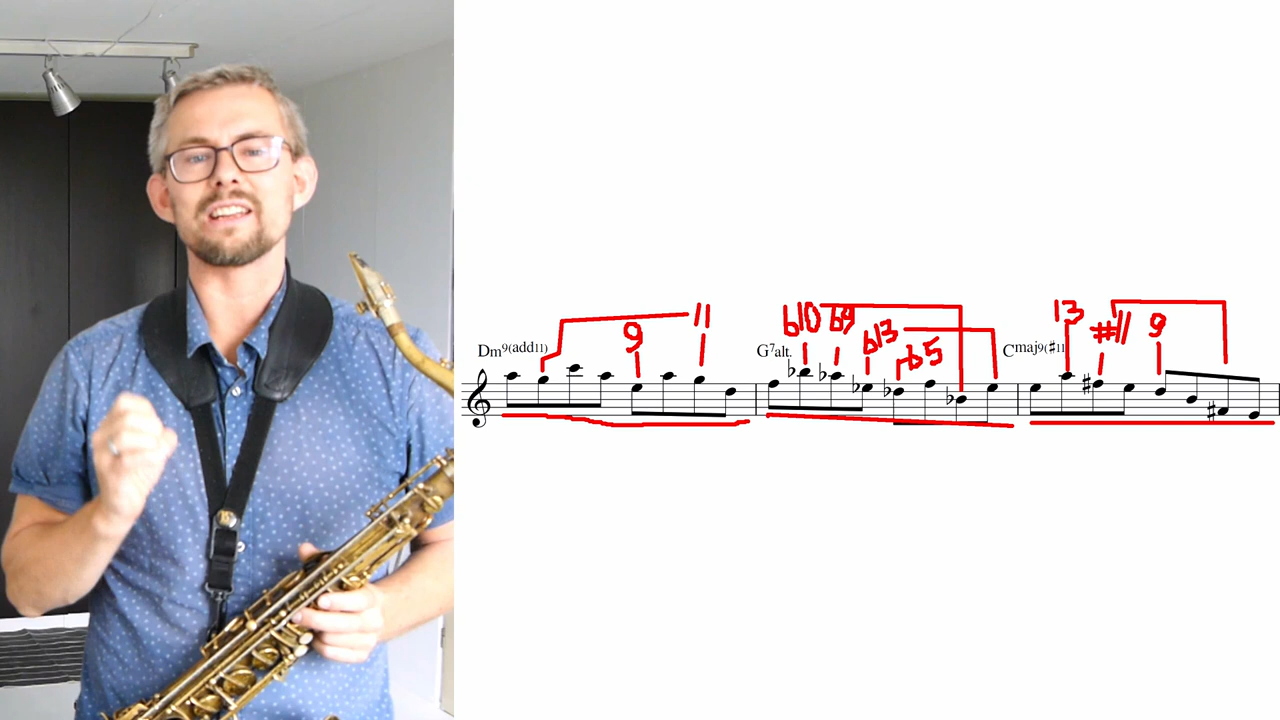 11
b10 b9
13
9
b13
#11
9
b5
Dm9(add11)
G7alt.
Cmaj9(#11